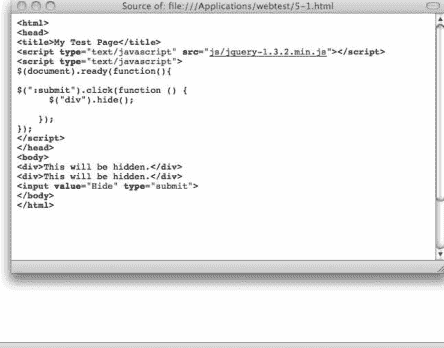 Source of: file:///Applications/webtest/5-1.html
<html>
<head>
<title>My Test Page</title>
<script type="text/javascript" src="js/jquery-1.3.2.min.js"></script>
<script type="text/javascript">
$(document).ready(function(){
$(":submit").click(function () {
$("div").hide();
});
});
</script>
</head>
<body>
<div>This will be hidden.</div>
<div>This will be hidden.</div>
<input value="Hide" type="submit">
</body>
</html>